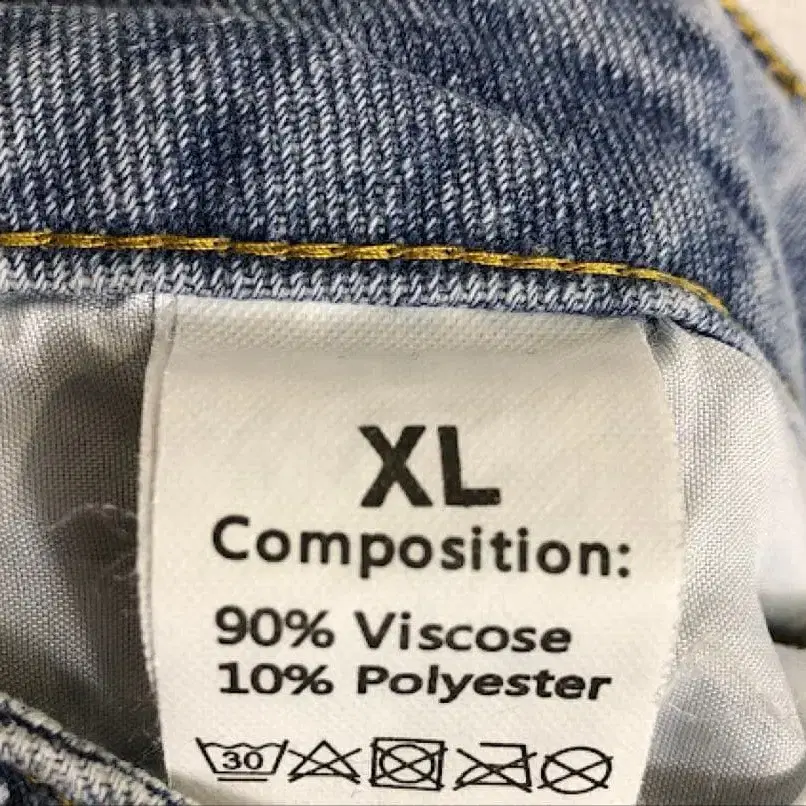 XL
Composition:
90% Viscose
10% Polyester
30